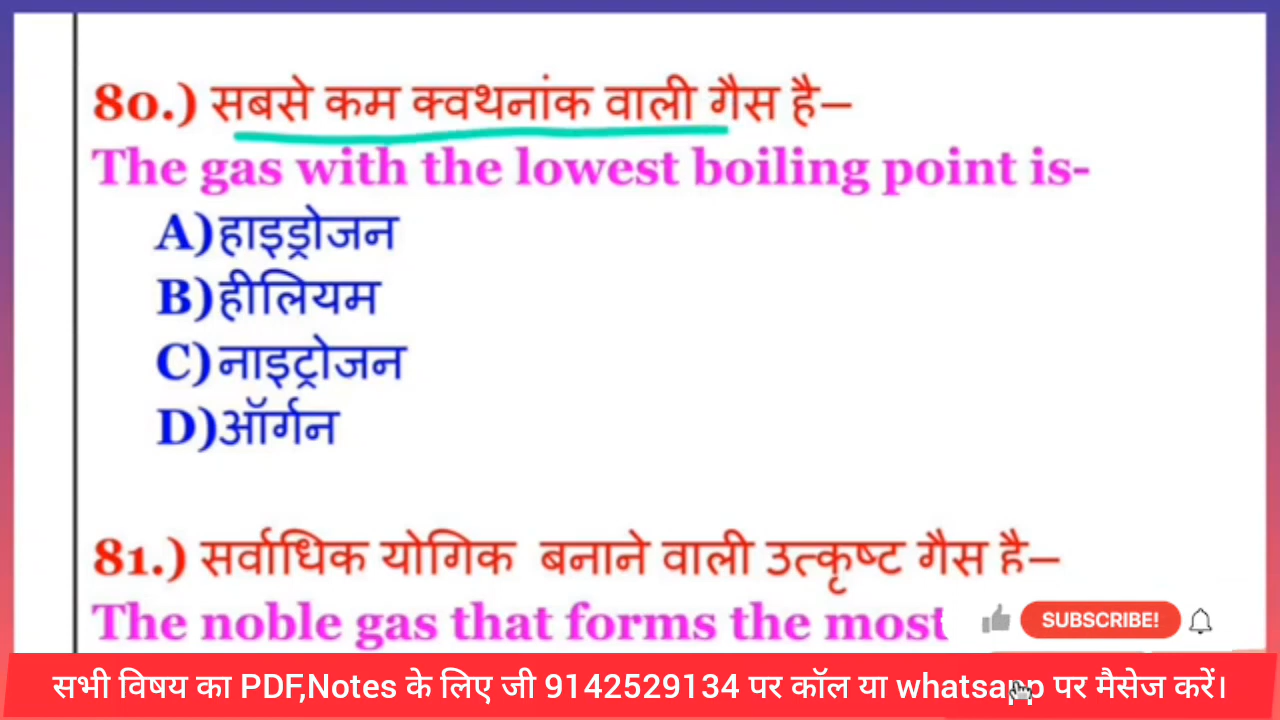 80.) सबसे कम क्वथनांक वाली गैस है–
The gas with the lowest boiling point is-
A)हाइड्रोजन
B)हीलियम
C)नाइट्रोजन
D)ऑर्गन
81.) सर्वाधिक योगिक बनाने वाली उत्कृष्ट गैस है–
The noble gas that forms the most
SUBSCRIBE!
सभी विषय का PDF,Notes के लिए जी 9142529134 पर कॉल या whatsapp पर मैसेज करें।